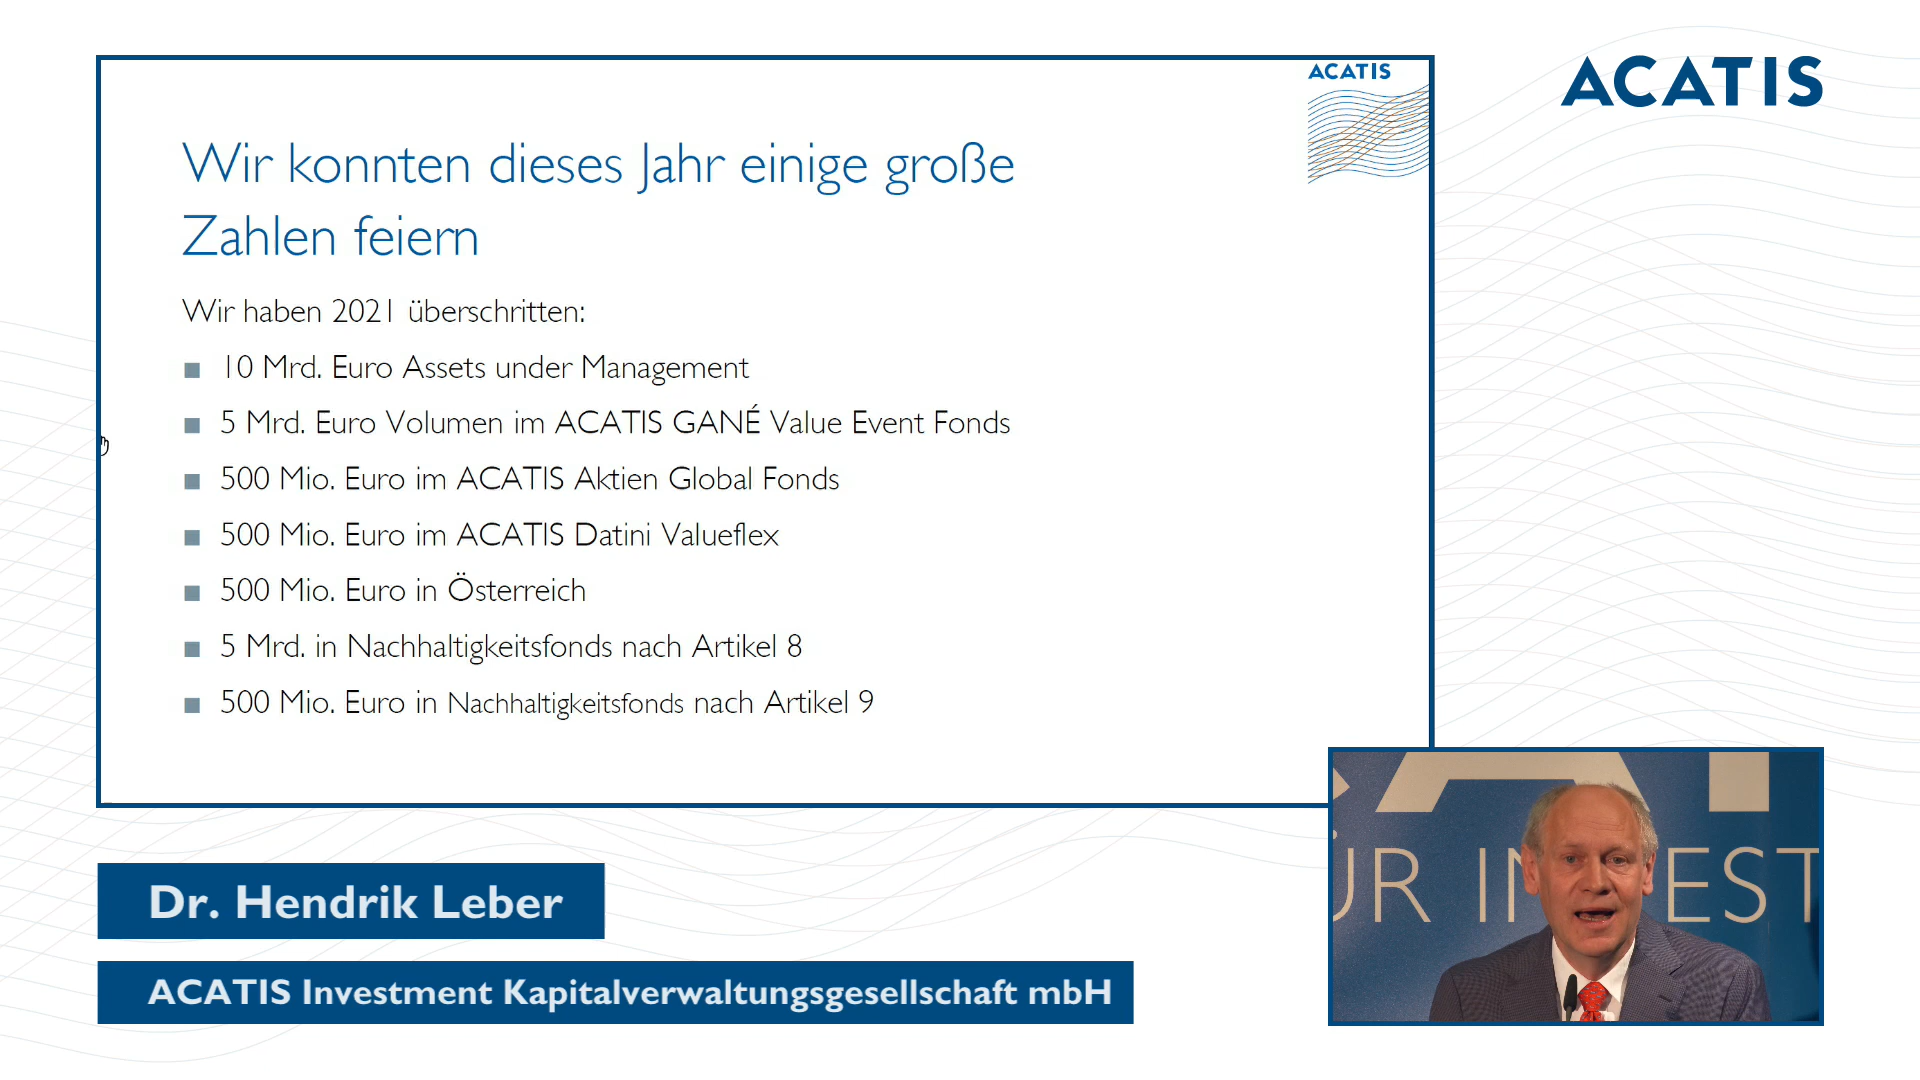 ACATIS
ACATIS
Wir konnten dieses Jahr einige große
Zahlen feiern
Wir haben 2021 überschritten:
10 Mrd. Euro Assets under Management
5 Mrd. Euro Volumen im ACATIS GANÉ Value Event Fonds
500 Mio. Euro im ACATIS Aktien Global Fonds
500 Mio. Euro im ACATIS Datini Valueflex
500 Mio. Euro in Österreich
5 Mrd. in Nachhaltigkeitsfonds nach Artikel 8
500 Mio. Euro in Nachhaltigkeitsfonds nach Artikel 9
Dr. Hendrik Leber
ACATIS Investment Kapitalverwaltungsgesellschaft mbH